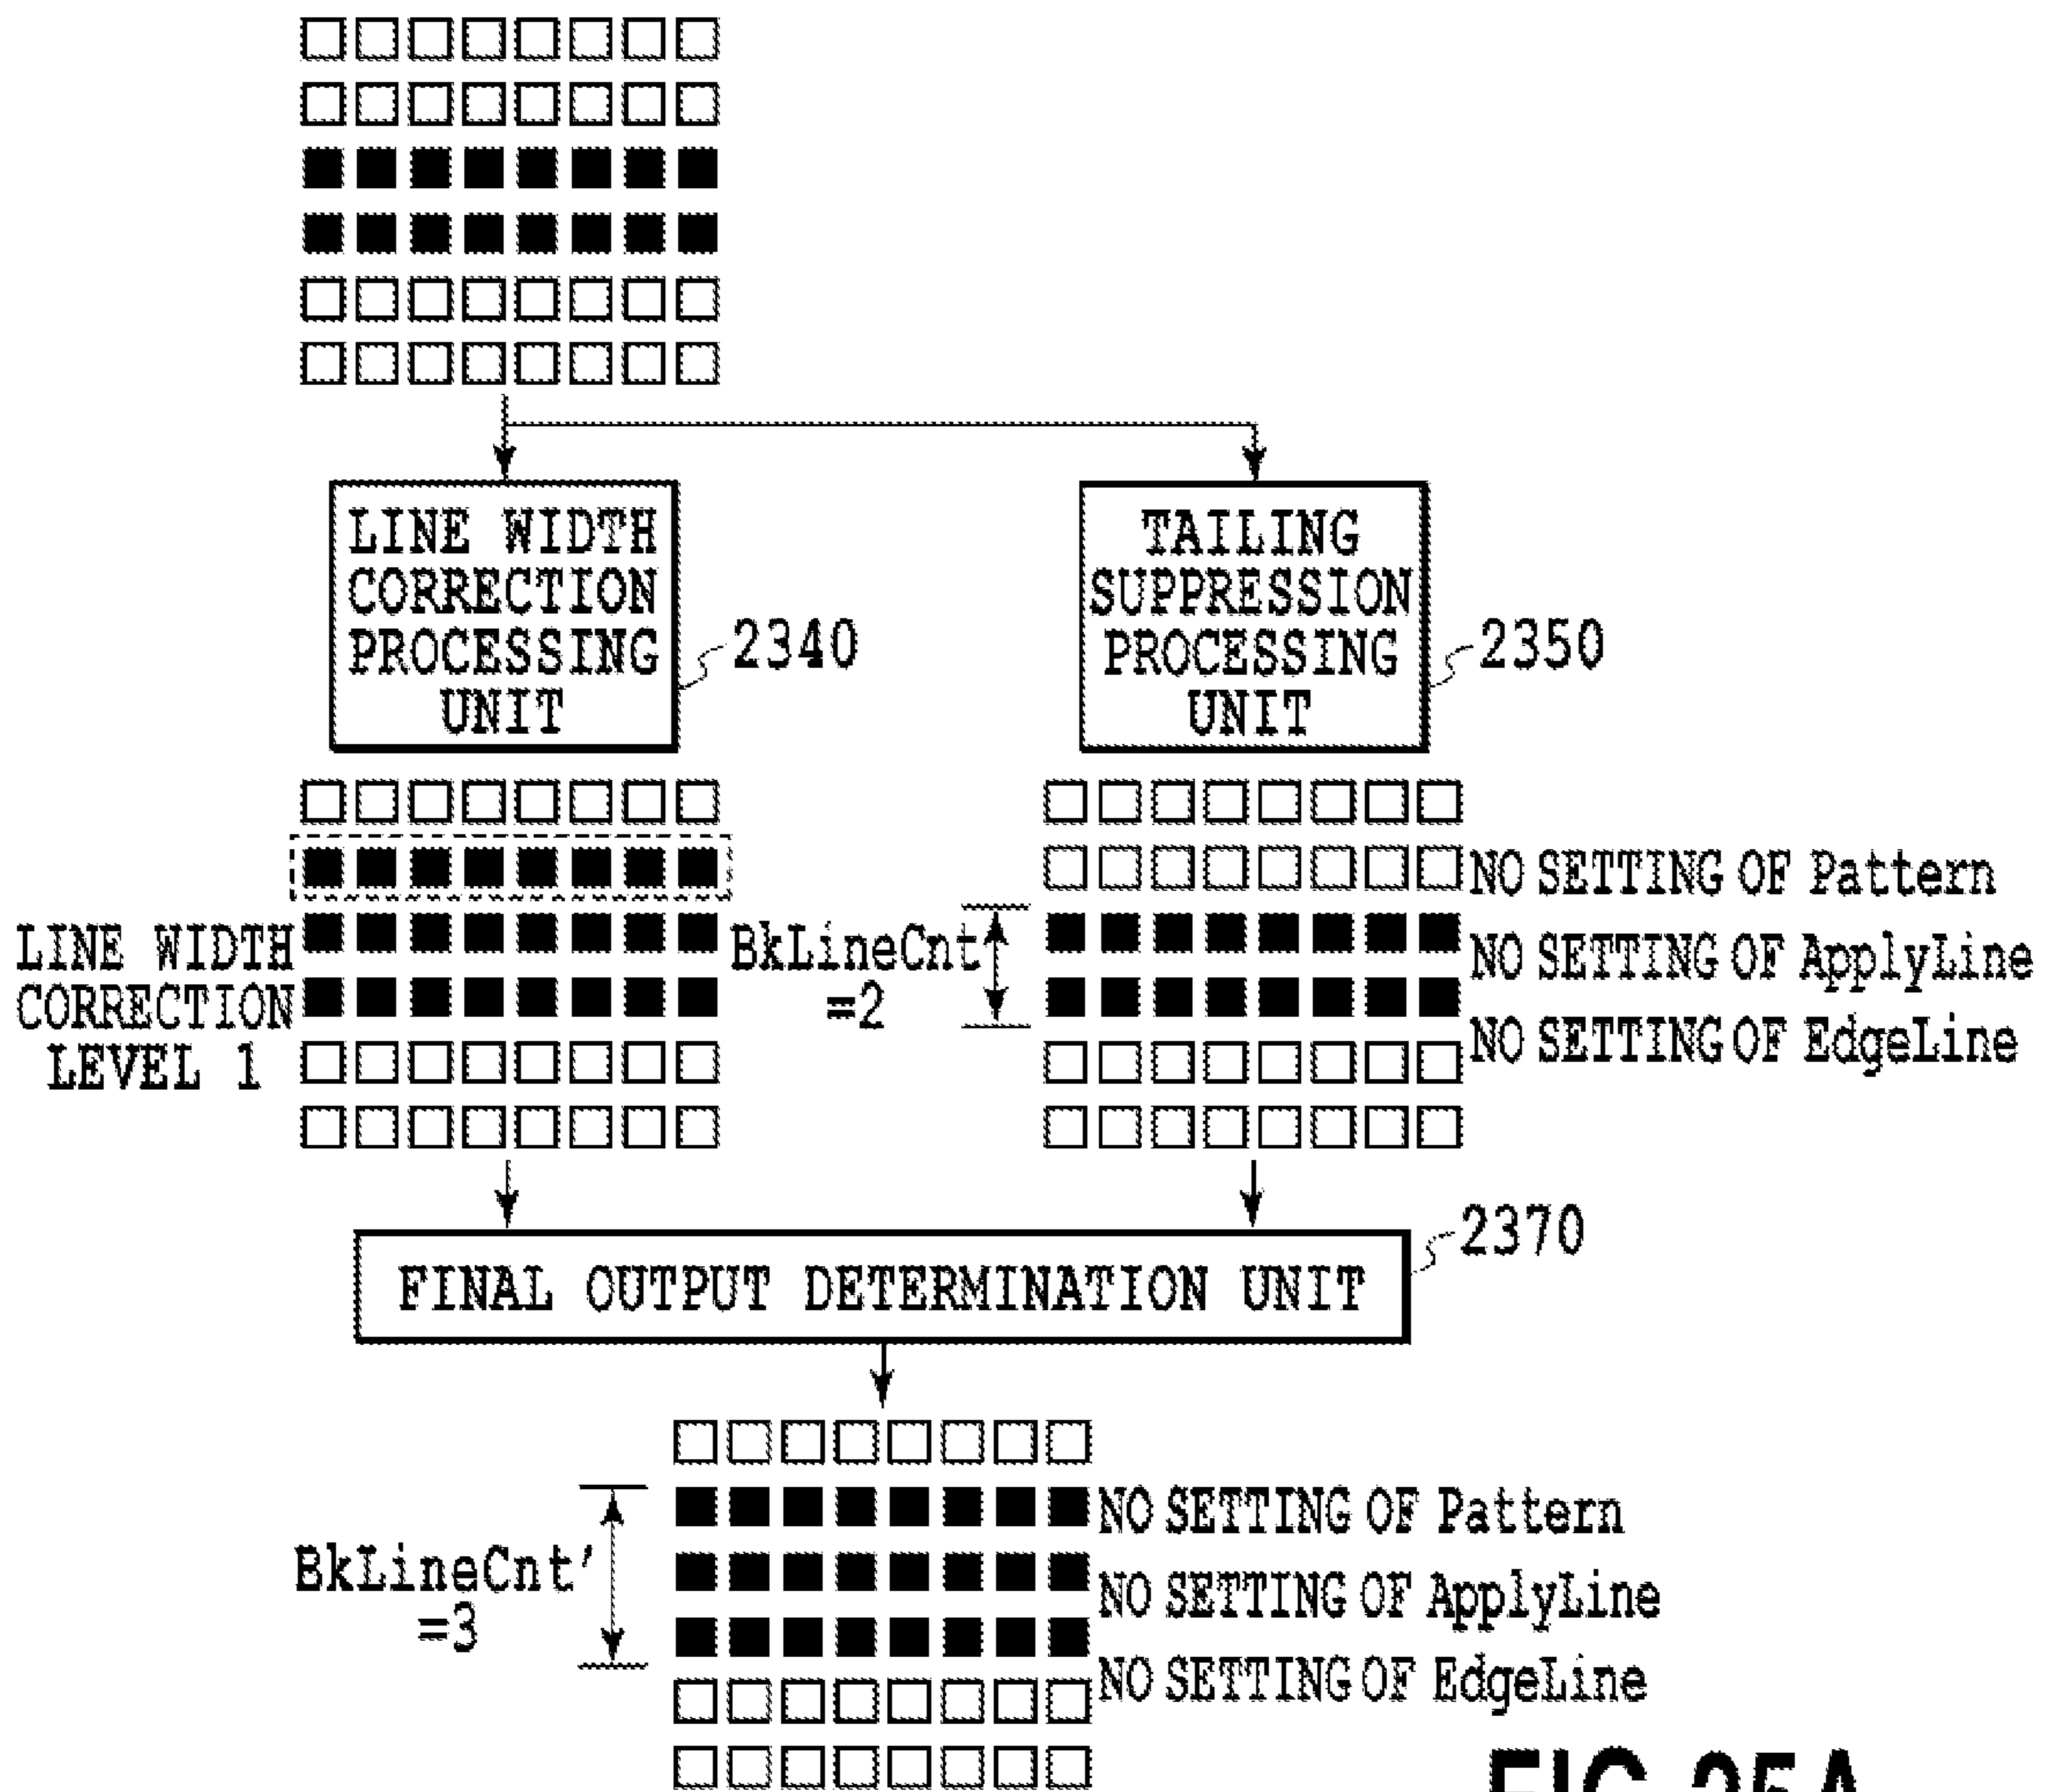 LINE WIDTH
CORRECTION
PROCESSING
UNIT
2340
TAILING
SUPPRESSION
PROCESSING
UNIT
2350
LINE WIDTH
CORRECTION
LEVEL 1
BkLineCnt
=2
NO SETTING OF Pattern
NO SETTING OF ApplyLine
NO SETTING OF EdgeLine
2370
FINAL OUTPUT DETERMINATION UNIT
BkLineCnt'
=3
NO SETTING OF Pattern
NO SETTING OF ApplyLine
NO SETTING OF EdgeLine
FIG.25A